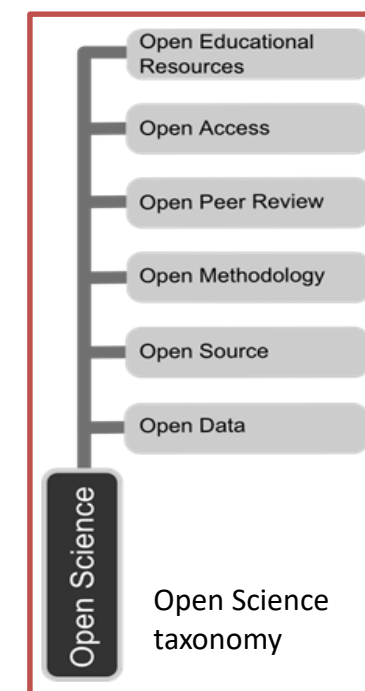 Open Educational
Resources
Open Access
Open Peer Review
Open Methodology
Open Source
Open Data
Open Science
Open Science
taxonomy